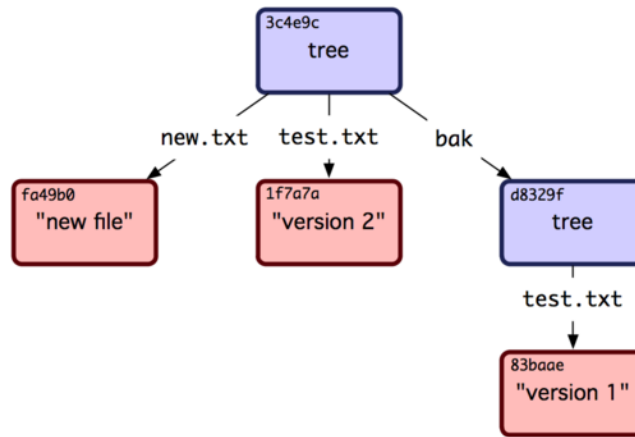 3c4e9c
tree
new.txt
test.txt
bak
fa49b0
"new file"
1f7a7a
"version 2"
d8329f
tree
test.txt
83baae
"version 1"